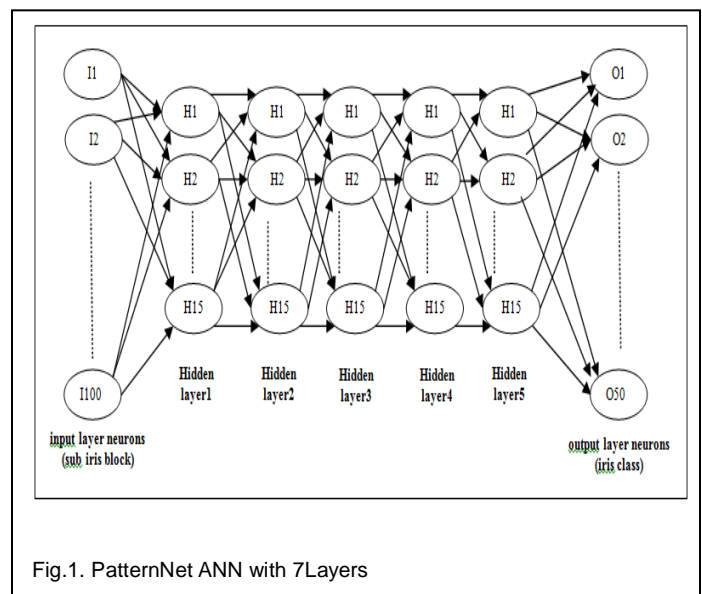 I1
O1
H1 H1 H1 H1 H1
I2
O2
H2 H2 H2 H2 H2
H15 H15 H15 H15 H15
Hidden layer1
Hidden layer2
Hidden layer3
Hidden layer4
Hidden layer5
I100
O50
input layer neurons
(sub iris block)
output layer neurons
(iris class)
Fig.1. PatternNet ANN with 7Layers